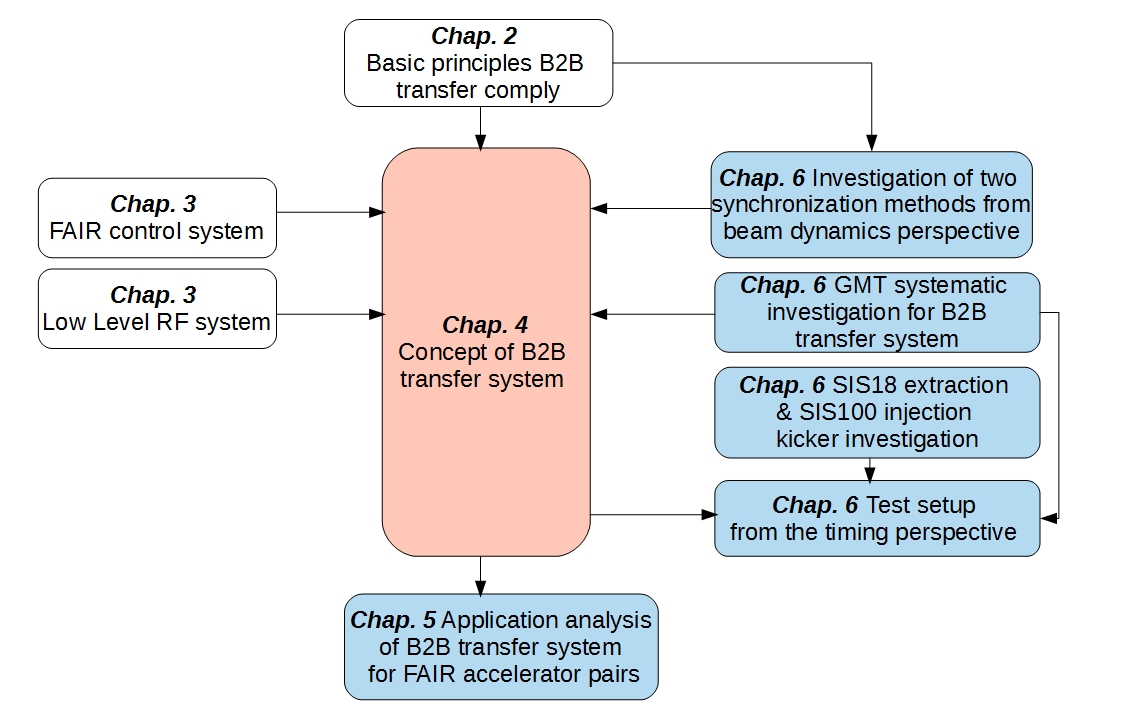 Chap. 2
Basic principles B2B
transfer comply
Chap. 3
FAIR control system
Chap. 3
Low Level RF system
Chap. 4
Concept of B2B
transfer system
Chap. 6 Investigation of two
synchronization methods from
beam dynamics perspective
Chap. 6 GMT systematic
investigation for B2B
transfer system
Chap. 6 SIS18 extraction
& SIS100 injection
kicker investigation
Chap. 6 Test setup
from the timing perspective
Chap. 5 Application analysis
of B2B transfer system
for FAIR accelerator pairs